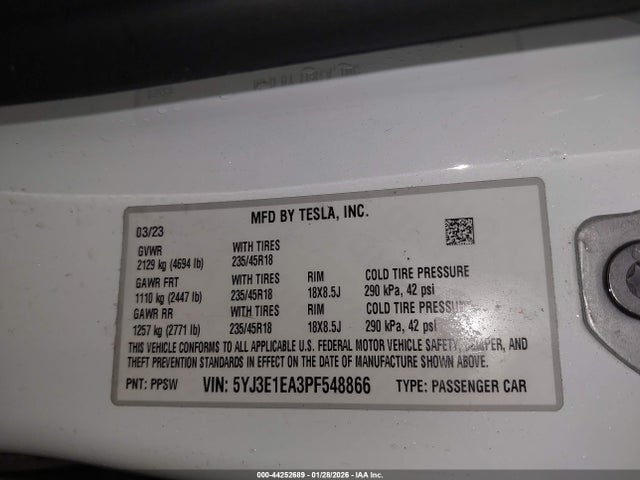 MFD BY TESLA, INC.
03/23
GVWR WITH TIRES
2129 kg (4694 lb) 235/45R18
GAWR FRT WITH TIRES RIM COLD TIRE PRESSURE
1110 kg (2447 lb) 235/45R18 18X8.5J 290 kPa, 42 psi
GAWR RR WITH TIRES RIM COLD TIRE PRESSURE
1257 kg (2771 lb) 235/45R18 18X8.5J 290 kPa, 42 psi
THIS VEHICLE CONFORMS TO ALL APPLICABLE U.S. FEDERAL MOTOR VEHICLE SAFETY, BUMPER, AND
THEFT PREVENTION STANDARDS IN EFFECT ON THE DATE OF MANUFACTURE SHOWN ABOVE.
PNT: PPSW VIN: 5YJ3E1EA3PF548866 TYPE: PASSENGER CAR
000-44252689 | 01/28/2026 | IAA Inc.